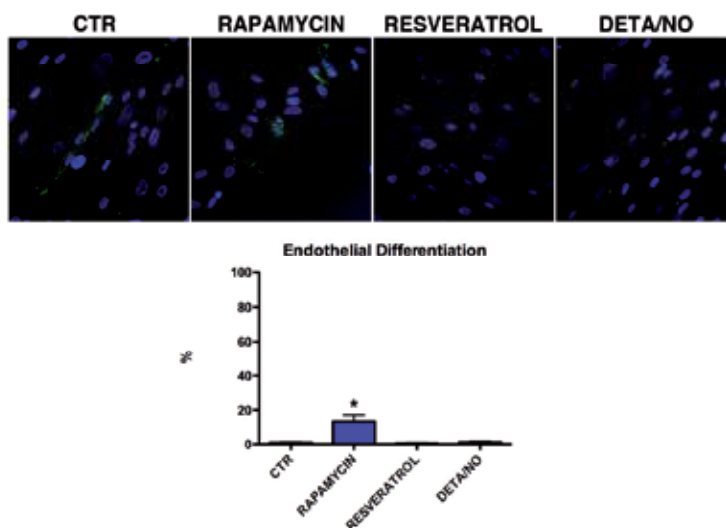 CTR RAPAMYCIN RESVERATROL DETA/NO
Endothelial Differentiation
100
80
60
40
20
0
%
*
CTR
RAPAMYCIN
RESVERATROL
DETA/NO